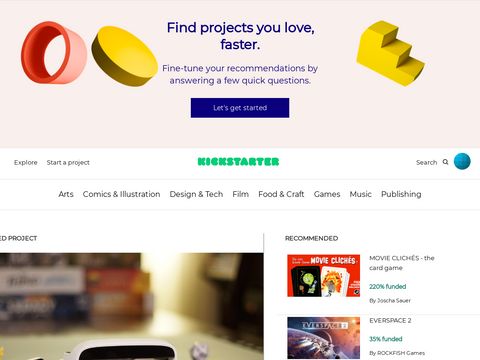 Find projects you love,
faster.
Fine-tune your recommendations by
answering a few quick questions.
Let's get started
Explore Start a project KICKSTARTER Search
Arts Comics & Illustration Design & Tech Film Food & Craft Games Music Publishing
ED PROJECT
RECOMMENDED
MOVIE CLICHÉS
MOVIE CLICHÉS - the
card game
220% funded
By Joscha Sauer
EVERSPACE 2
EVERSPACE 2
35% funded
By ROCKFISH Games